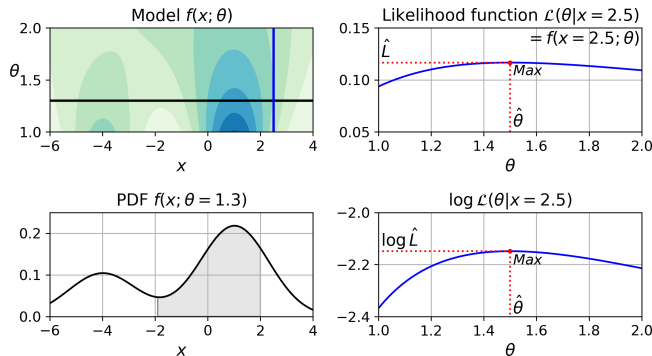 Model f(x; θ)
θ
2.0
1.5
1.0
−6 −4 −2 0 2 4
x
Likelihood function ℒ(θ|x = 2.5)
= f(x = 2.5; θ)
L̂
Max
θ̂
0.10
0.05
1.0 1.2 1.4 1.6 1.8 2.0
θ
PDF f(x; θ = 1.3)
0.2
0.1
0.0
−6 −4 −2 0 2 4
x
log ℒ(θ|x = 2.5)
−2.0
log L̂
Max
−2.2
θ̂
−2.4
1.0 1.2 1.4 1.6 1.8 2.0
θ